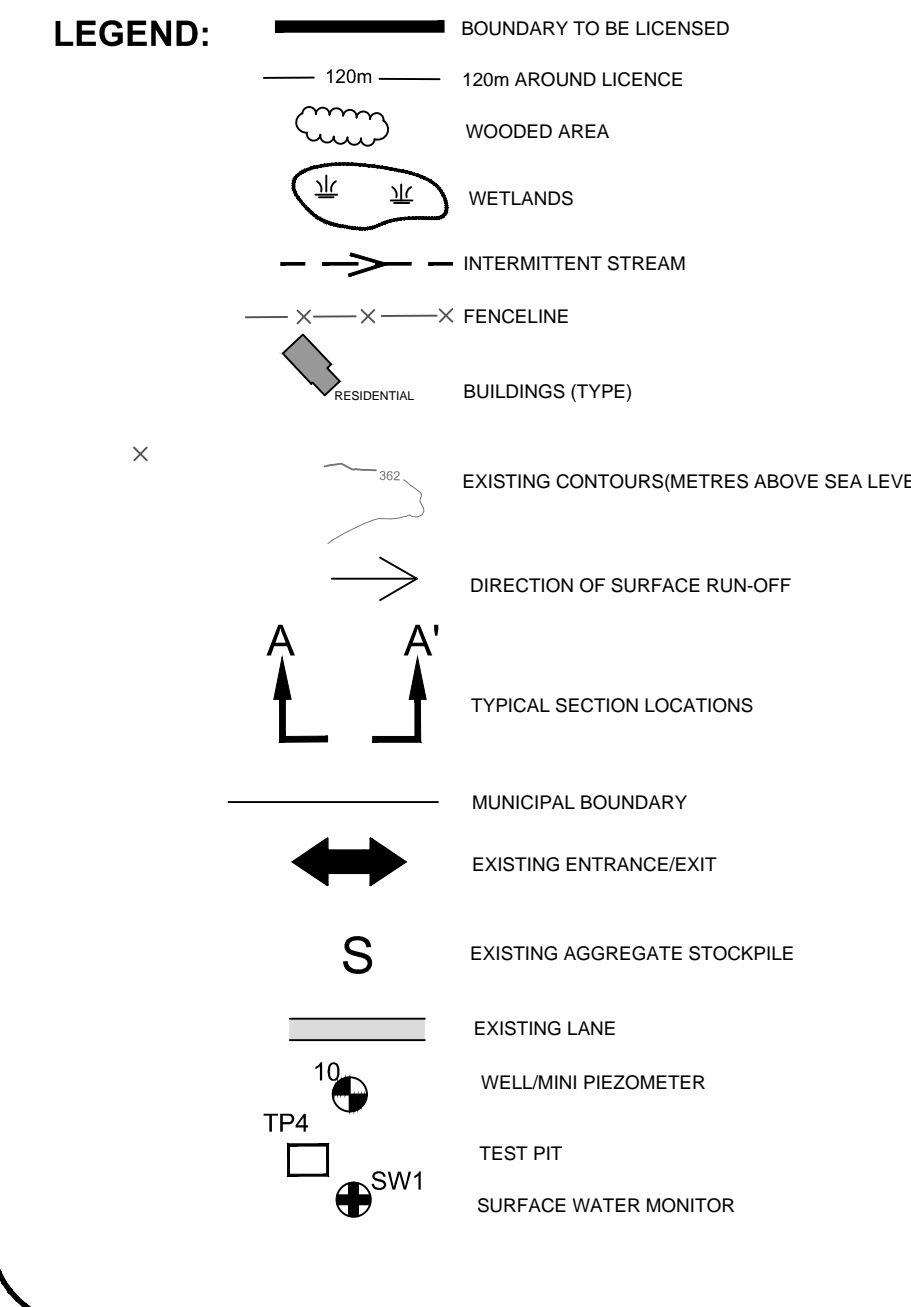 LEGEND:
BOUNDARY TO BE LICENSED
120m
120m AROUND LICENCE
WOODED AREA
WETLANDS
INTERMITTENT STREAM
FENCELINE
RESIDENTIAL
BUILDINGS (TYPE)
362
EXISTING CONTOURS(METRES ABOVE SEA LEVE
DIRECTION OF SURFACE RUN-OFF
A A'
TYPICAL SECTION LOCATIONS
MUNICIPAL BOUNDARY
EXISTING ENTRANCE/EXIT
S
EXISTING AGGREGATE STOCKPILE
EXISTING LANE
10
WELL/MINI PIEZOMETER
TP4
TEST PIT
SW1
SURFACE WATER MONITOR